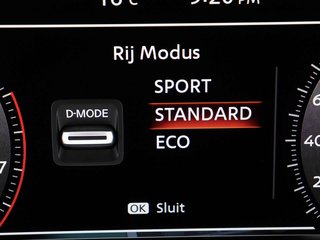 Rij Modus
SPORT
D-MODE
STANDARD
ECO
OK Sluit